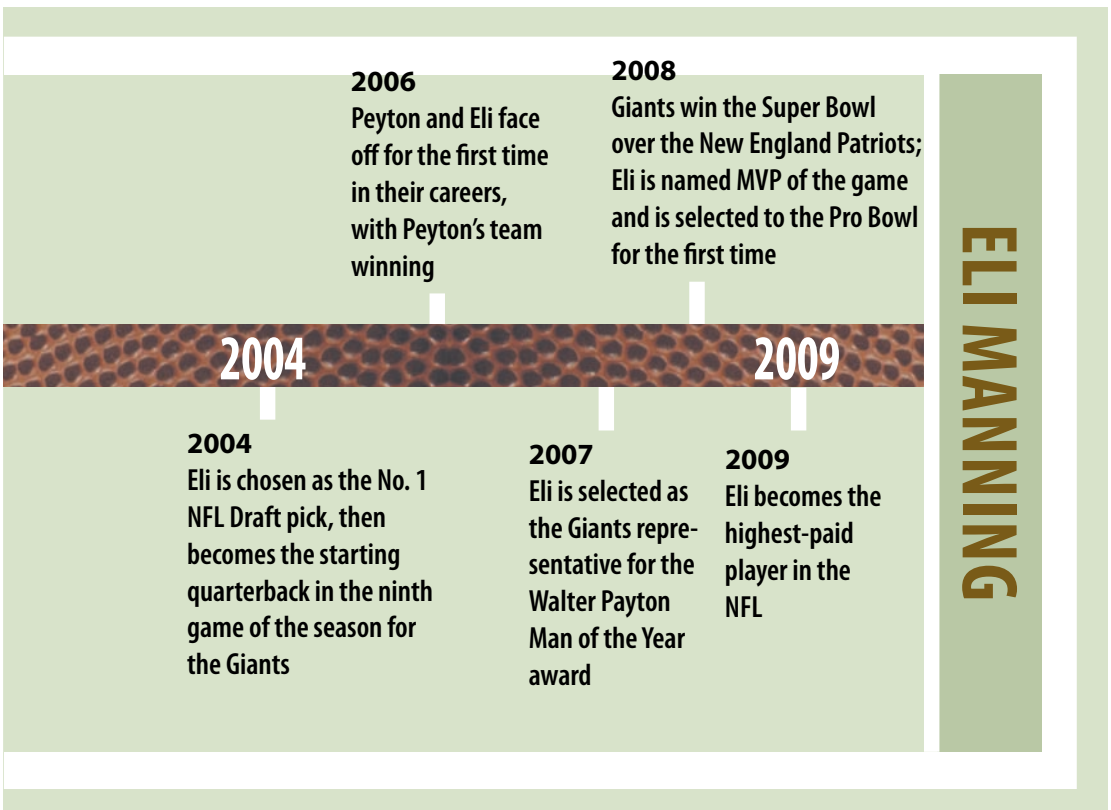 2006
Peyton and Eli face
off for the first time
in their careers,
with Peyton's team
winning
2008
Giants win the Super Bowl
over the New England Patriots;
Eli is named MVP of the game
and is selected to the Pro Bowl
for the first time
2004
2009
2004
Eli is chosen as the No. 1
NFL Draft pick, then
becomes the starting
quarterback in the ninth
game of the season for
the Giants
2007
Eli is selected as
the Giants repre-
sentative for the
Walter Payton
Man of the Year
award
2009
Eli becomes the
highest-paid
player in the
NFL
ELI MANNING